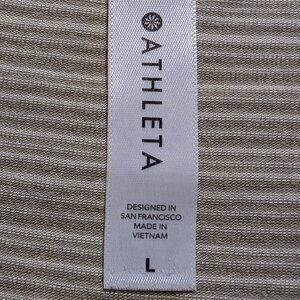 ATHLETA
DESIGNED IN
SAN FRANCISCO
MADE IN
VIETNAM
L